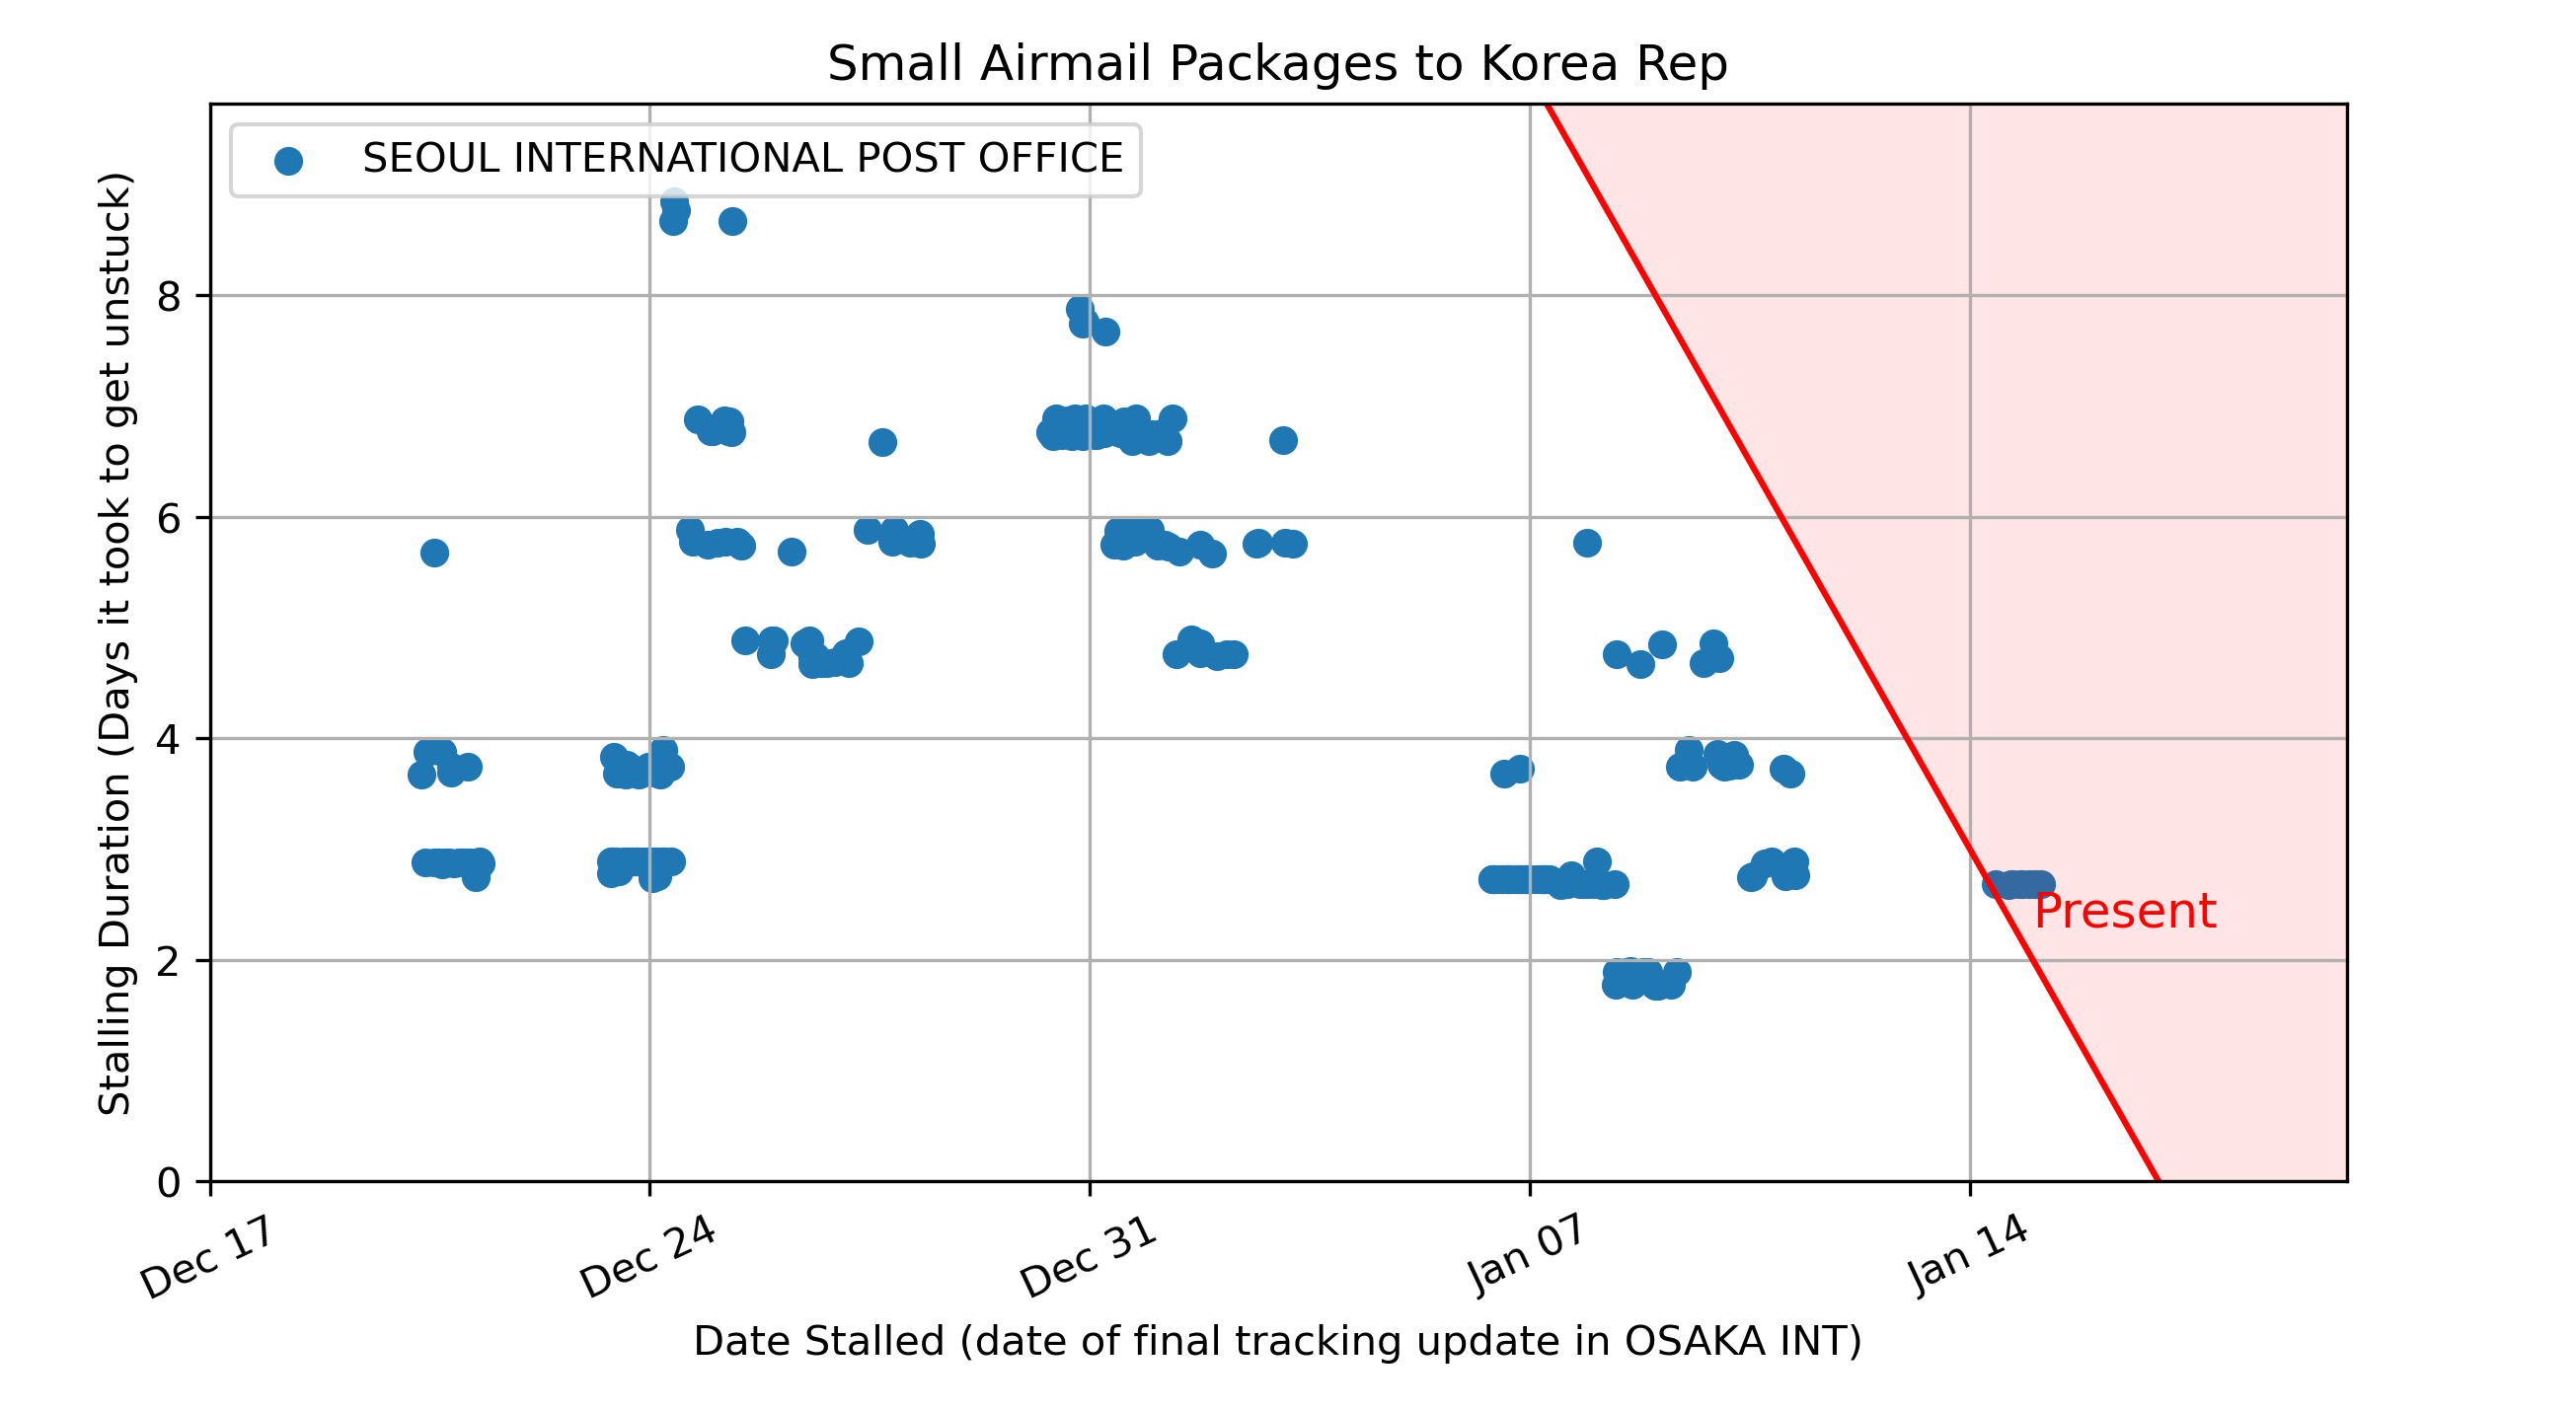 Small Airmail Packages to Korea Rep
SEOUL INTERNATIONAL POST OFFICE
Stalling Duration (Days it took to get unstuck)
8
6
4
2
0
Present
Dec 17
Dec 24
Dec 31
Jan 07
Jan 14
Date Stalled (date of final tracking update in OSAKA INT)